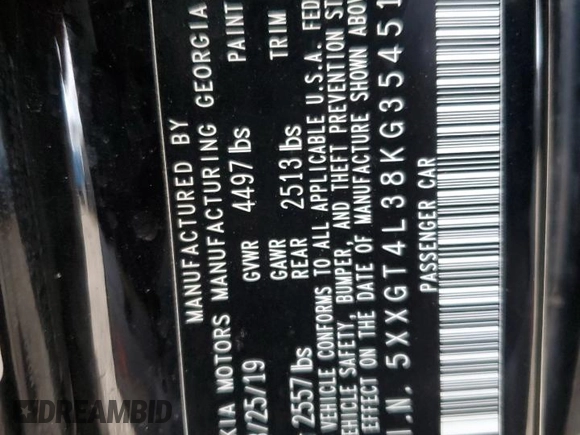 MANUFACTURED BY
KIA MOTORS MANUFACTURING GEORGIA
/25/19 GVWR 4497 lbs PAINT
2557 lbs GAWR REAR 2513 lbs TRIM
VEHICLE CONFORMS TO ALL APPLICABLE U.S.A. FED
VEHICLE SAFETY, BUMPER, AND THEFT PREVENTION ST
EFFECT ON THE DATE OF MANUFACTURE SHOWN ABOV
I.N. 5XXGT4L38KG35451
PASSENGER CAR
DREAMBID